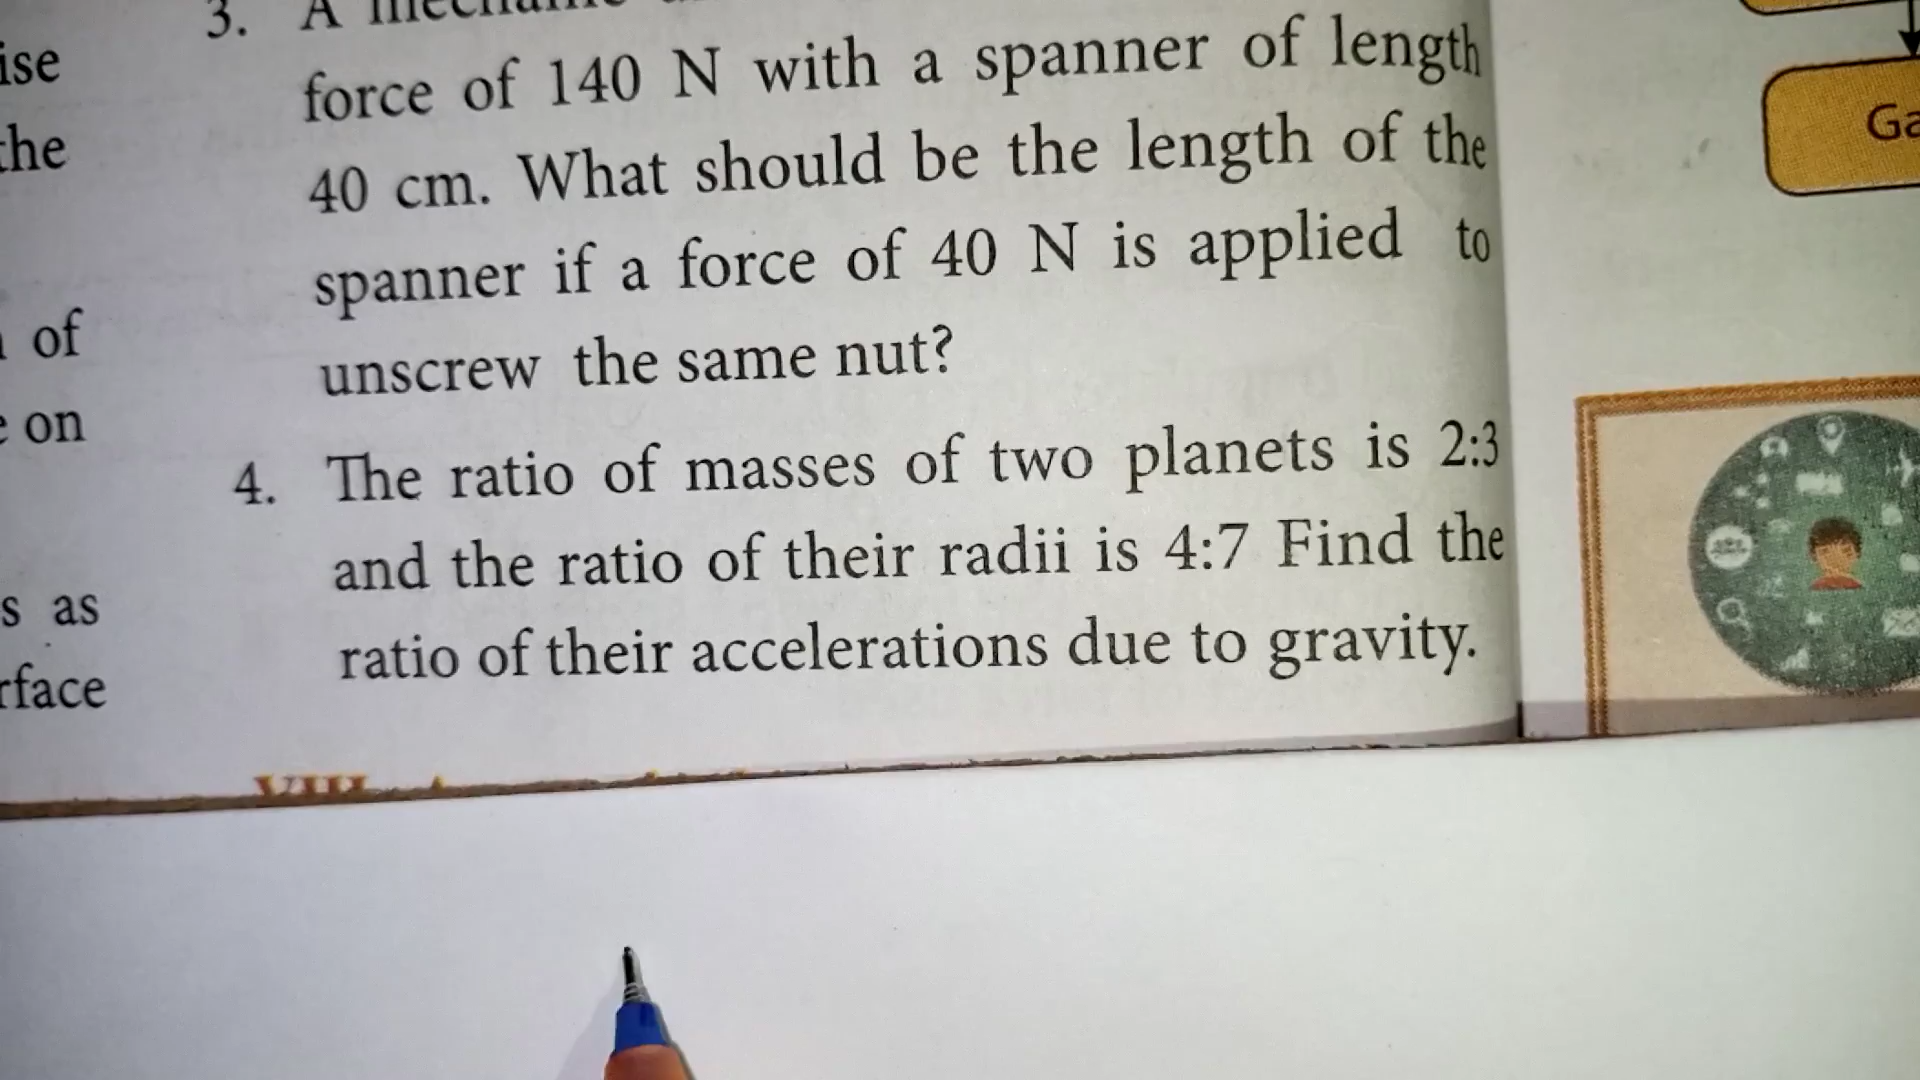 ise
the
of
e on
s as
rface
3. A
force of 140 N with a spanner of length
40 cm. What should be the length of the
spanner if a force of 40 N is applied to
unscrew the same nut?
4. The ratio of masses of two planets is 2:3
and the ratio of their radii is 4:7 Find the
ratio of their accelerations due to gravity.
Ga